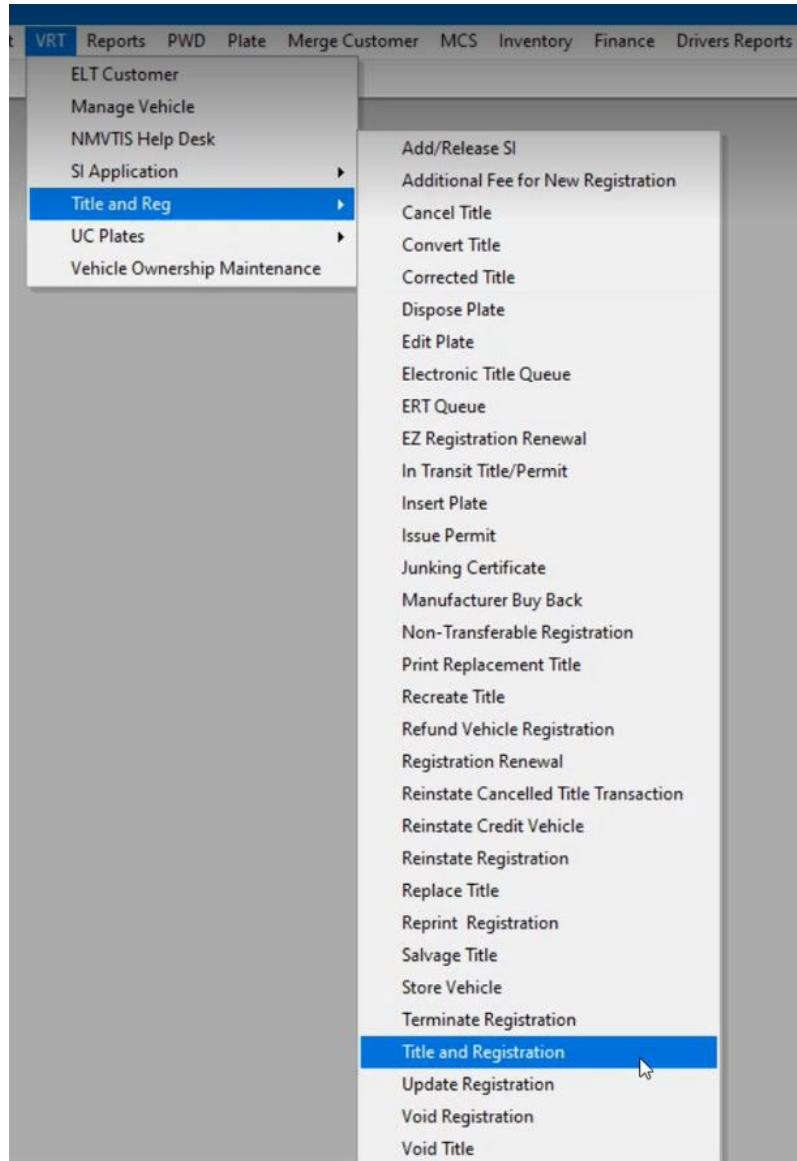 t VRT Reports PWD Plate Merge Customer MCS Inventory Finance Drivers Reports
ELT Customer
Manage Vehicle
NMVTIS Help Desk
SI Application
Title and Reg
UC Plates
Vehicle Ownership Maintenance
Add/Release SI
Additional Fee for New Registration
Cancel Title
Convert Title
Corrected Title
Dispose Plate
Edit Plate
Electronic Title Queue
ERT Queue
EZ Registration Renewal
In Transit Title/Permit
Insert Plate
Issue Permit
Junking Certificate
Manufacturer Buy Back
Non-Transferable Registration
Print Replacement Title
Recreate Title
Refund Vehicle Registration
Registration Renewal
Reinstate Cancelled Title Transaction
Reinstate Credit Vehicle
Reinstate Registration
Replace Title
Reprint Registration
Salvage Title
Store Vehicle
Terminate Registration
Title and Registration
Update Registration
Void Registration
Void Title